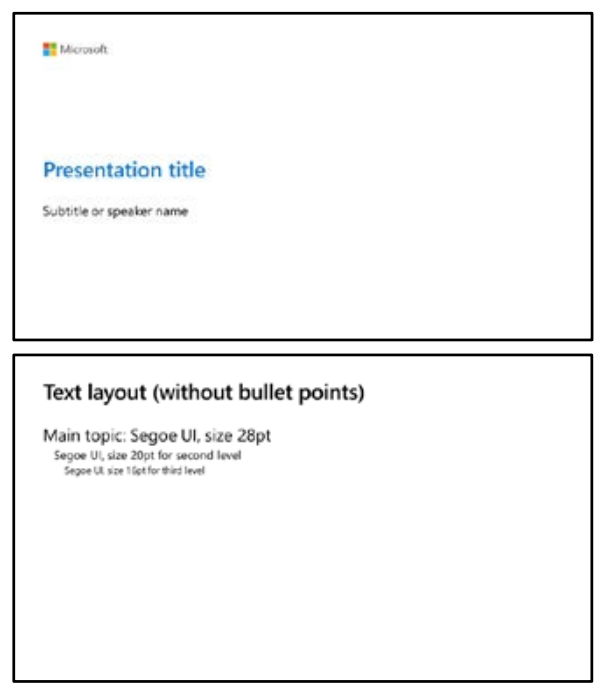 Microsoft
Presentation title
Subtitle or speaker name
Text layout (without bullet points)
Main topic: Segoe UI, size 28pt
Segoe UI, size 20pt for second level
Segoe UI, size 16pt for third level